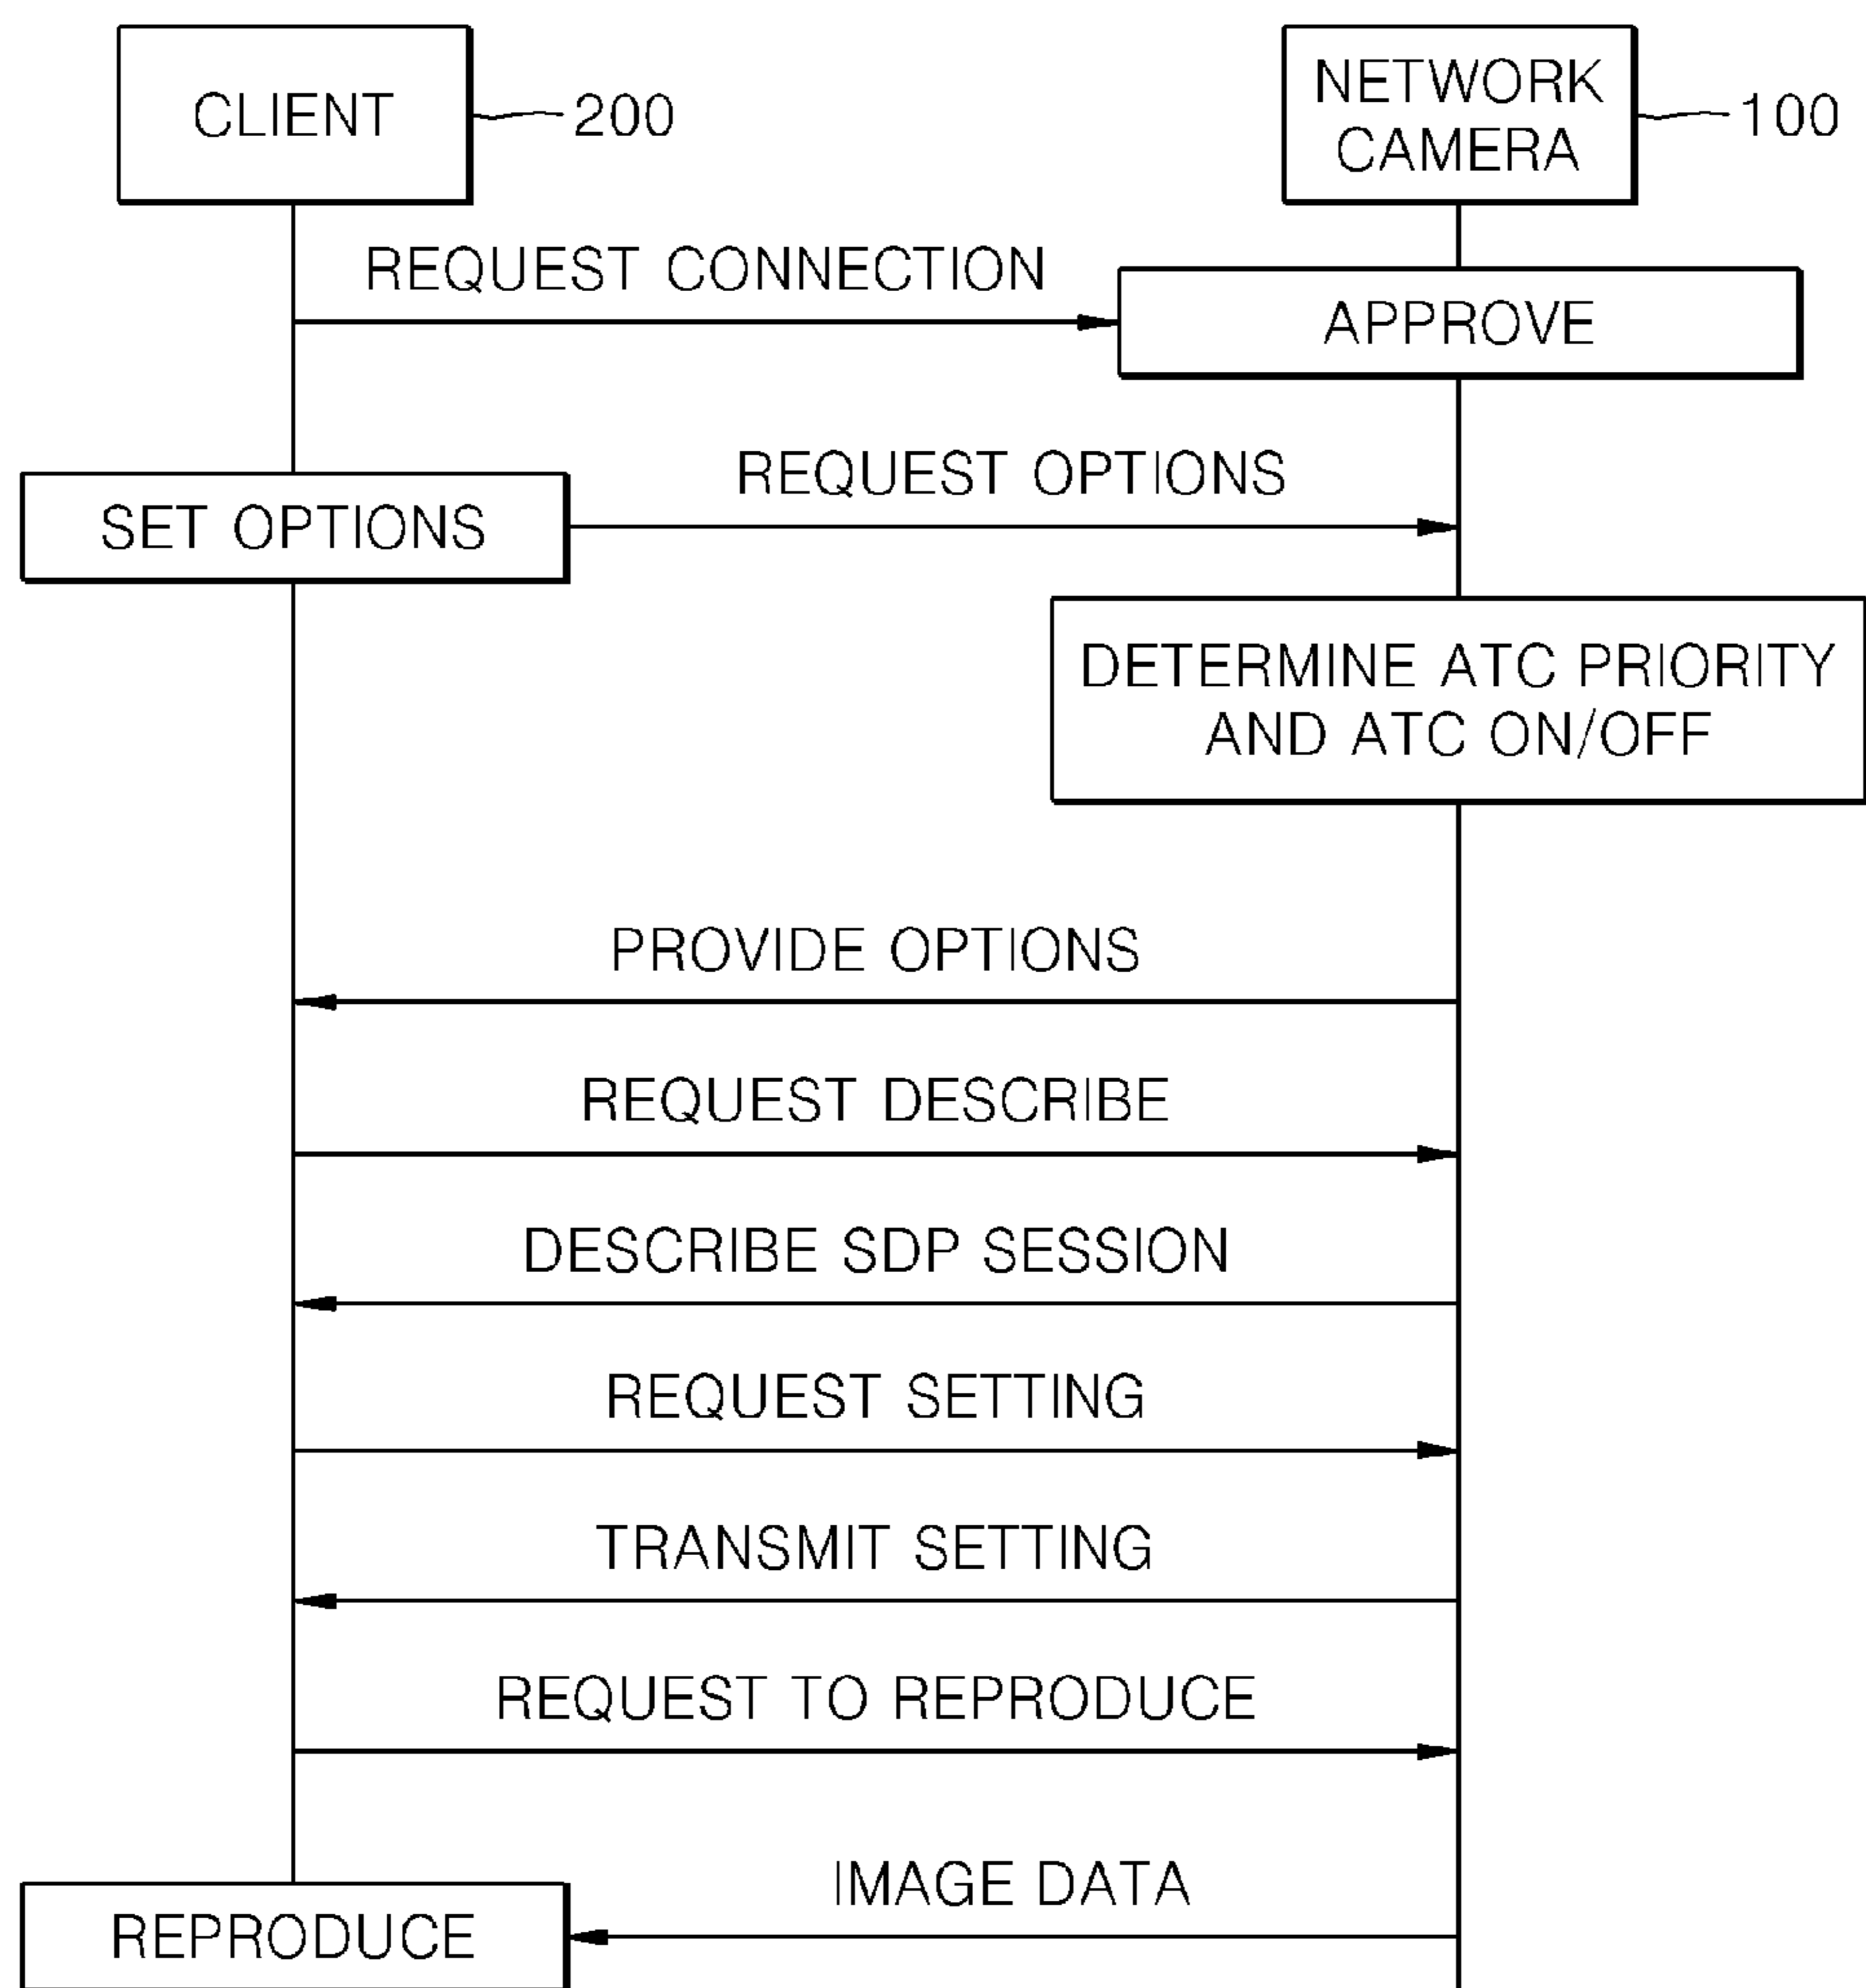 CLIENT
200
NETWORK
CAMERA
100
REQUEST CONNECTION
APPROVE
REQUEST OPTIONS
SET OPTIONS
DETERMINE ATC PRIORITY
AND ATC ON/OFF
PROVIDE OPTIONS
REQUEST DESCRIBE
DESCRIBE SDP SESSION
REQUEST SETTING
TRANSMIT SETTING
REQUEST TO REPRODUCE
IMAGE DATA
REPRODUCE